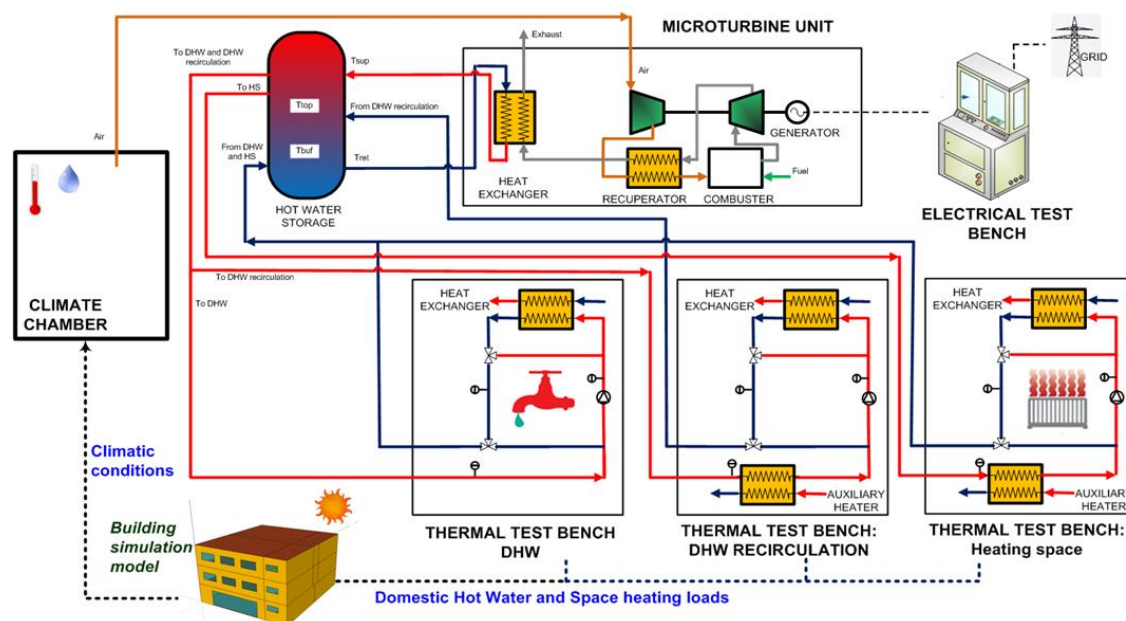 MICROTURBINE UNIT
GRID
Exhaust
To DHW and DHW
recirculation
Tsup
Air
To HS
Ttop
From DHW recirculation
GENERATOR
Air
From DHW
and HS
Tbuf
Tret
Fuel
HEAT
EXCHANGER
RECUPERATOR
COMBUSTER
HOT WATER
STORAGE
ELECTRICAL TEST
BENCH
CLIMATE
CHAMBER
To DHW recirculation
To DHW
HEAT
EXCHANGER
HEAT
EXCHANGER
HEAT
EXCHANGER
Climatic
conditions
AUXILIARY
HEATER
AUXILIARY
HEATER
Building
simulation
model
THERMAL TEST BENCH
DHW
THERMAL TEST BENCH:
DHW RECIRCULATION
THERMAL TEST BENCH:
Heating space
Domestic Hot Water and Space heating loads